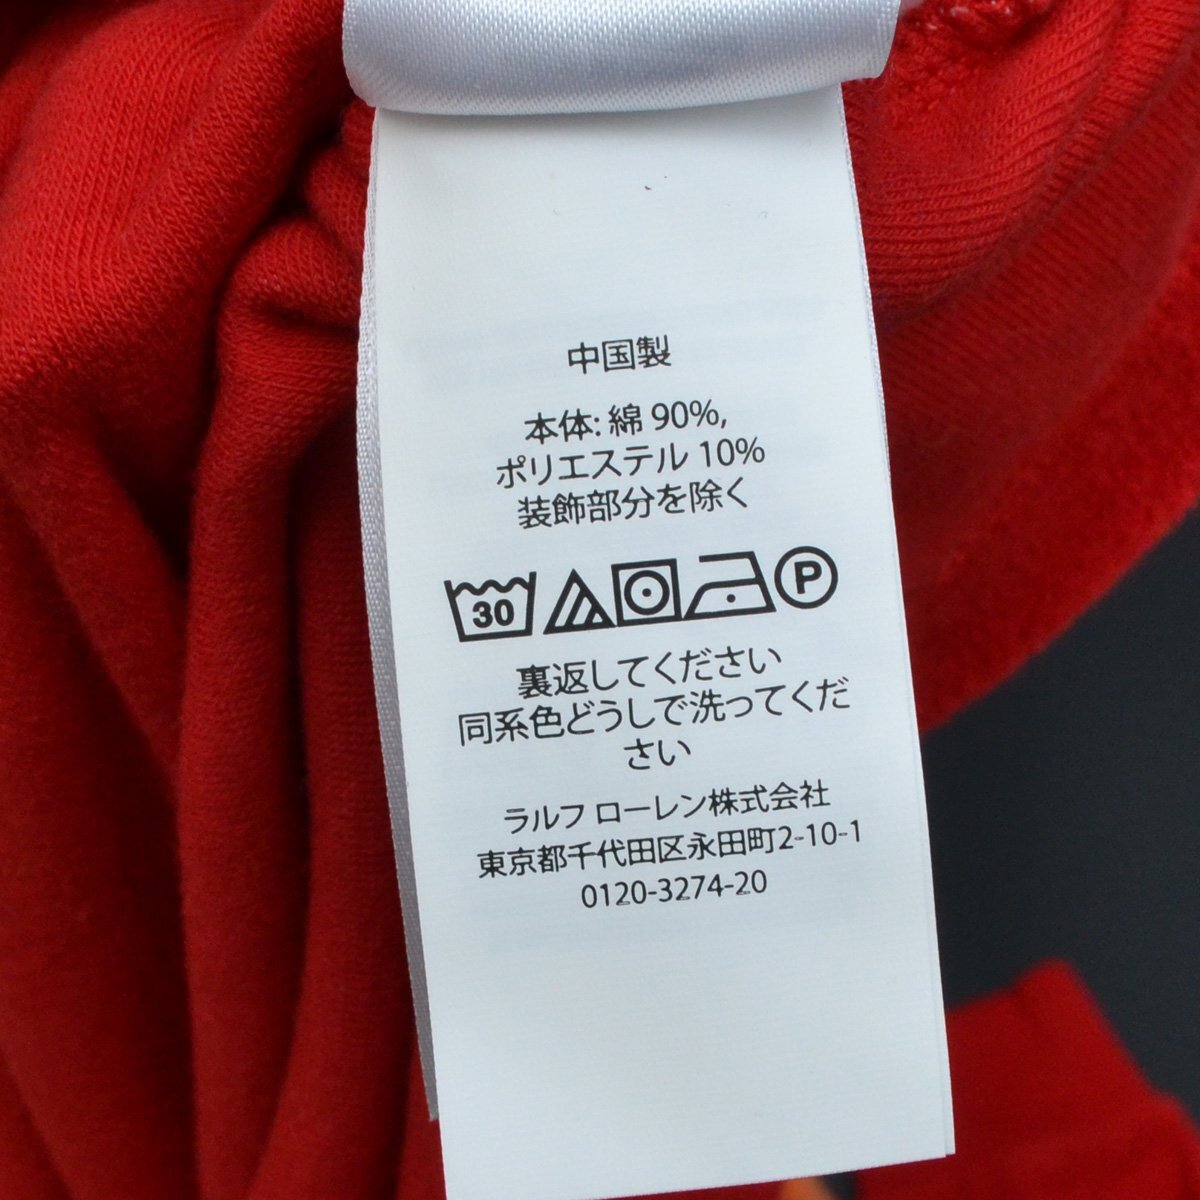 中国製
本体: 綿 90%,
ポリエステル 10%
装飾部分を除く
30 P
裏返してください
同系色どうしで洗ってくだ
さい
ラルフ ローレン株式会社
東京都千代田区永田町2-10-1
0120-3274-20